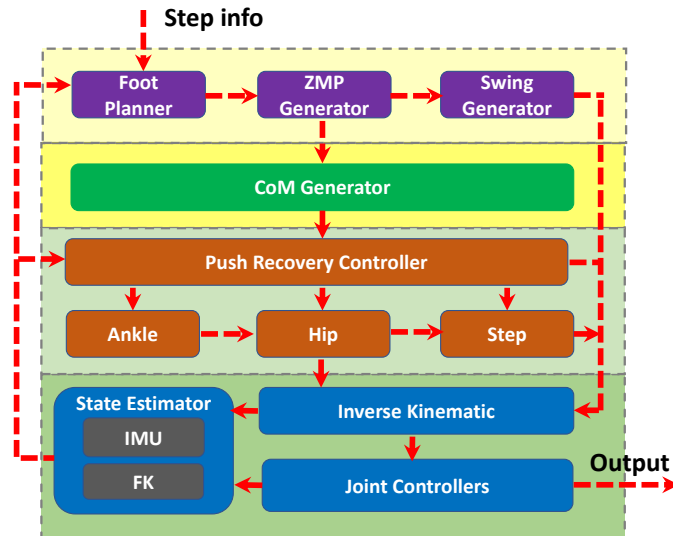 Step info
Foot
Planner
ZMP
Generator
Swing
Generator
CoM Generator
Push Recovery Controller
Ankle
Hip
Step
State Estimator
IMU
FK
Inverse Kinematic
Joint Controllers
Output